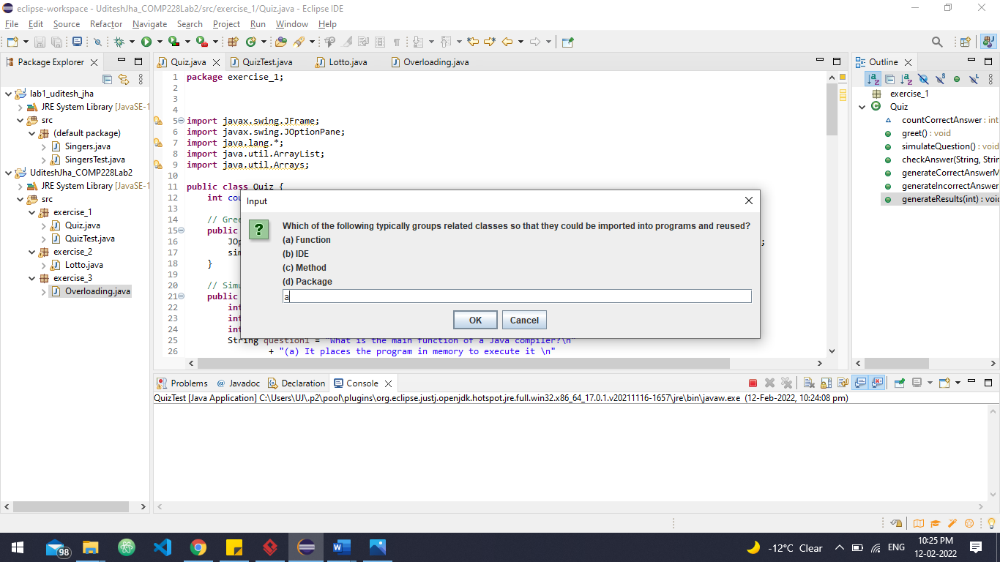 eclipse-workspace - UditeshJha_COMP228Lab2/src/exercise_1/Quiz.java - Eclipse IDE
File Edit Source Refactor Navigate Search Project Run Window Help
Package Explorer
Quiz.java QuizTest.java Lotto.java Overloading.java
Outline
lab1_uditesh_jha
JRE System Library [JavaSE-1
src
(default package)
Singers.java
SingersTest.java
UditeshJha_COMP228Lab2
JRE System Library [JavaSE-1
src
exercise_1
Quiz.java
QuizTest.java
exercise_2
Lotto.java
exercise_3
Overloading.java
1 package exercise_1;
2
3
4
5 import javax.swing.JFrame;
6 import javax.swing.JOptionPane;
7 import java.lang.*;
8 import java.util.ArrayList;
9 import java.util.Arrays;
10
11 public class Quiz {
12 int cou
13
14 // Gree
15 public
16 JOp ;
17 sim
18 }
19
20 // Simu
21 public
22 int
23 int
24 int
25 String question1 = "What is the main function of a Java compiler?\n"
26 + "(a) It places the program in memory to execute it \n"
Input
Which of the following typically groups related classes so that they could be imported into programs and reused?
(a) Function
(b) IDE
(c) Method
(d) Package
a
OK Cancel
exercise_1
Quiz
countCorrectAnswer : int
greet() : void
simulateQuestion() : void
checkAnswer(String, Strin
generateCorrectAnswerM
generateIncorrectAnswer
generateResults(int) : void
Problems @ Javadoc Declaration Console
QuizTest [Java Application] C:\Users\UJ\.p2\pool\plugins\org.eclipse.justj.openjdk.hotspot.jre.full.win32.x86_64_17.0.1.v20211116-1657\jre\bin\javaw.exe (12-Feb-2022, 10:24:08 pm)
98
-12°C Clear
ENG
10:25 PM
12-02-2022